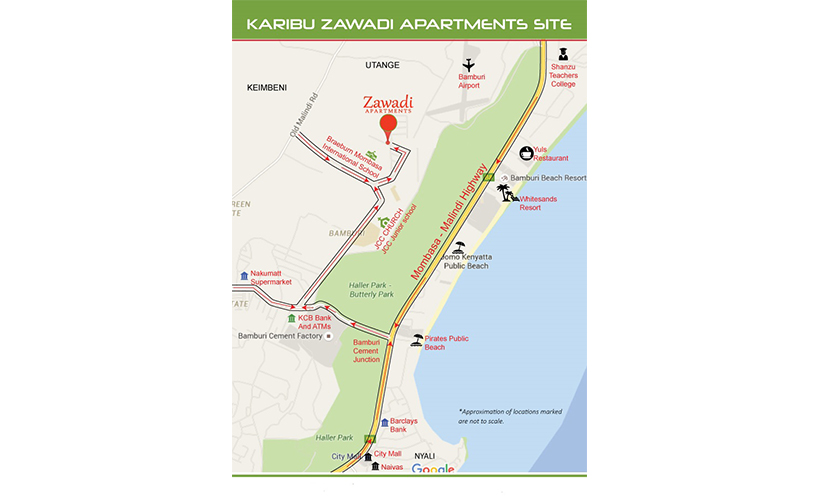 KARIBU ZAWADI APARTMENTS SITE
UTANGE
KEIMBENI
Bamburi
Airport
Shanzu
Teachers
College
Zawadi
APARTMENTS
Old Malindi Rd
Braeburn Mombasa
International School
Yuls
Restaurant
Bamburi Beach Resort
Whitesands
Resort
Mombasa - Malindi Highway
REEN
ESTATE
JCC CHURCH
JCC Junior school
BAMBU
Jomo Kenyatta
Public Beach
Nakumatt
Supermarket
Haller Park -
Butterly Park
TATE
KCB Bank
And ATMs
Bamburi Cement Factory
Bamburi
Cement
Junction
Pirates Public
Beach
*Approximation of locations marked
are not to scale.
Barclays
Bank
Haller Park
City Mall
City Mall
NYALI
Naivas
Google